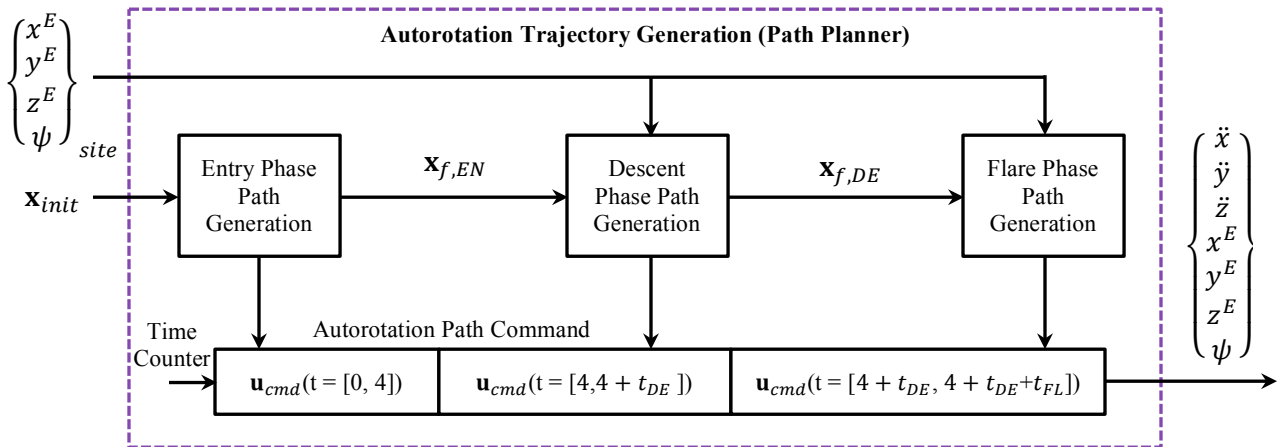 Autorotation Trajectory Generation (Path Planner)
x^E
y^E
z^E
ψ
site
x_init
Entry Phase
Path
Generation
x_f,EN
Descent
Phase Path
Generation
x_f,DE
Flare Phase
Path
Generation
Time
Counter
Autorotation Path Command
u_cmd(t = [0, 4])
u_cmd(t = [4,4 + t_DE ])
u_cmd(t = [4 + t_DE, 4 + t_DE+t_FL])
ẍ
ÿ
z̈
x^E
y^E
z^E
ψ